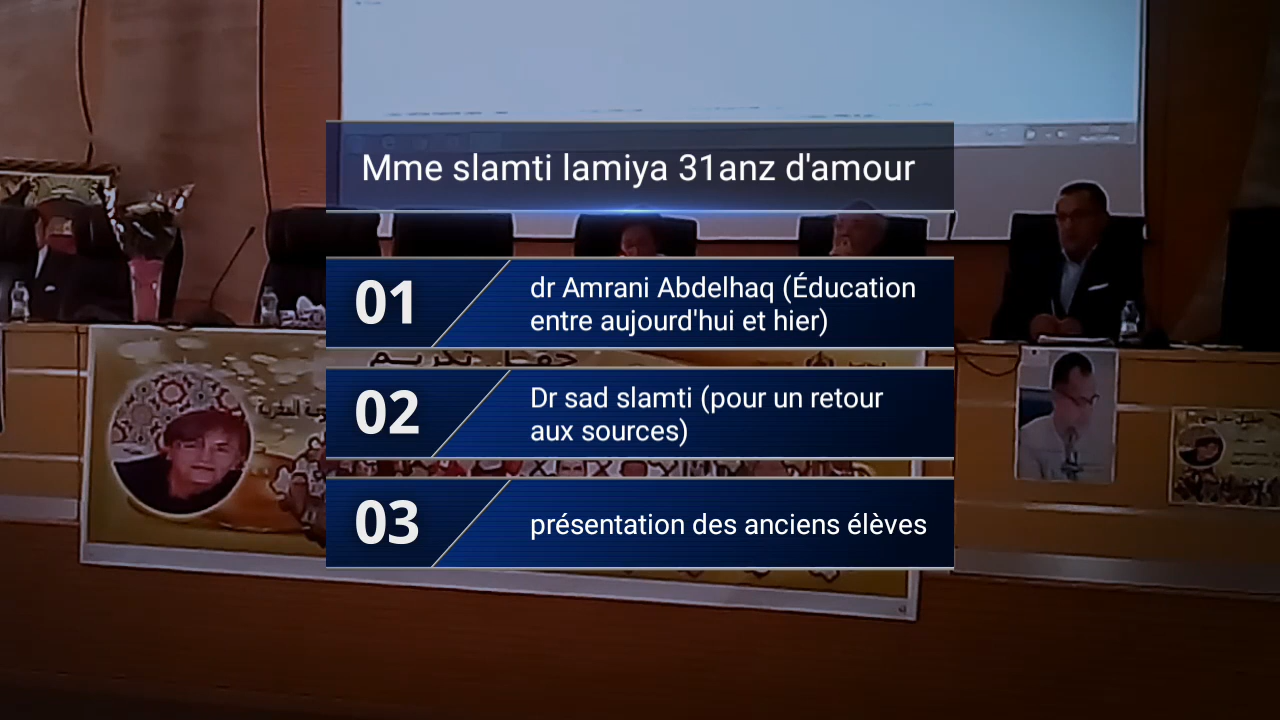 Mme slamti lamiya 31anz d'amour
01
dr Amrani Abdelhaq (Éducation
entre aujourd'hui et hier)
02
Dr sad slamti (pour un retour
aux sources)
03
présentation des anciens élèves